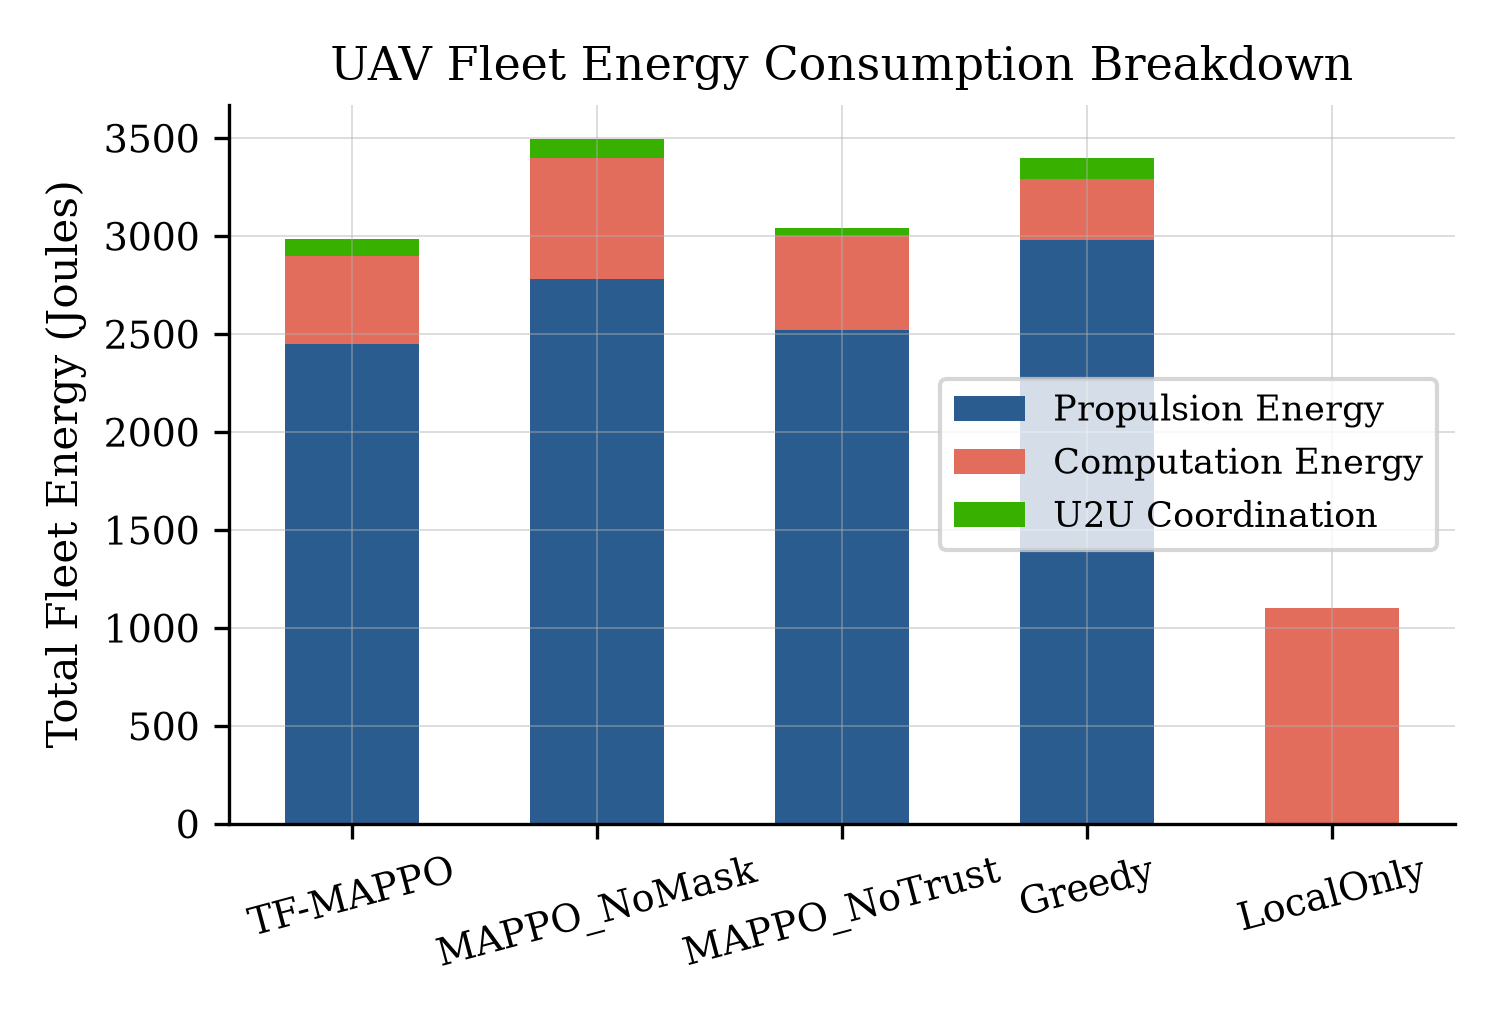 UAV Fleet Energy Consumption Breakdown
Total Fleet Energy (Joules)
3500
3000
2500
2000
1500
1000
500
0
Propulsion Energy
Computation Energy
U2U Coordination
TF-MAPPO
MAPPO_NoMask
MAPPO_NoTrust
Greedy
LocalOnly